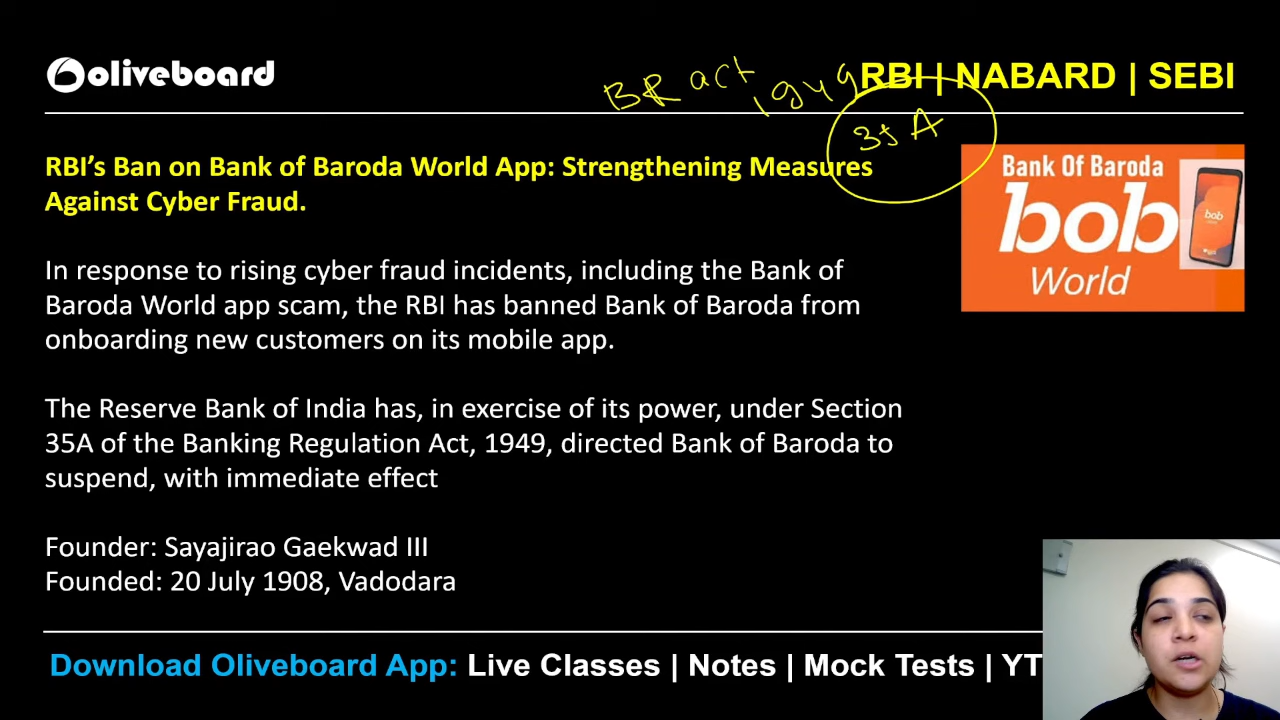 oliveboard
BR act 1949
RBI | NABARD | SEBI
35 A
RBI’s Ban on Bank of Baroda World App: Strengthening Measures
Against Cyber Fraud.
Bank Of Baroda
bob
World
bob
In response to rising cyber fraud incidents, including the Bank of
Baroda World app scam, the RBI has banned Bank of Baroda from
onboarding new customers on its mobile app.
The Reserve Bank of India has, in exercise of its power, under Section
35A of the Banking Regulation Act, 1949, directed Bank of Baroda to
suspend, with immediate effect
Founder: Sayajirao Gaekwad III
Founded: 20 July 1908, Vadodara
Download Oliveboard App: Live Classes | Notes | Mock Tests | YT